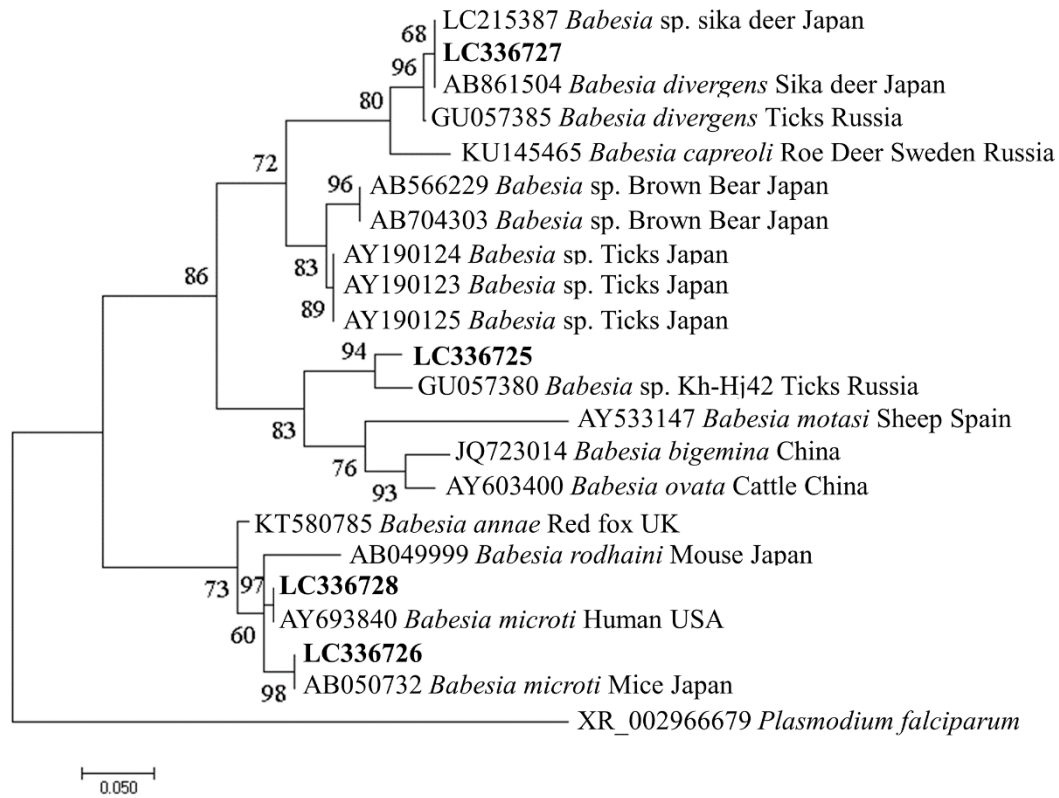 LC215387 Babesia sp. sika deer Japan
68
LC336727
96
AB861504 Babesia divergens Sika deer Japan
80
GU057385 Babesia divergens Ticks Russia
KU145465 Babesia capreoli Roe Deer Sweden Russia
72
96
AB566229 Babesia sp. Brown Bear Japan
AB704303 Babesia sp. Brown Bear Japan
AY190124 Babesia sp. Ticks Japan
83
86
AY190123 Babesia sp. Ticks Japan
89
AY190125 Babesia sp. Ticks Japan
94
LC336725
GU057380 Babesia sp. Kh-Hj42 Ticks Russia
83
AY533147 Babesia motasi Sheep Spain
JQ723014 Babesia bigemina China
76
93
AY603400 Babesia ovata Cattle China
KT580785 Babesia annae Red fox UK
AB049999 Babesia rodhaini Mouse Japan
73
97
LC336728
AY693840 Babesia microti Human USA
60
LC336726
98
AB050732 Babesia microti Mice Japan
XR_002966679 Plasmodium falciparum
0.050